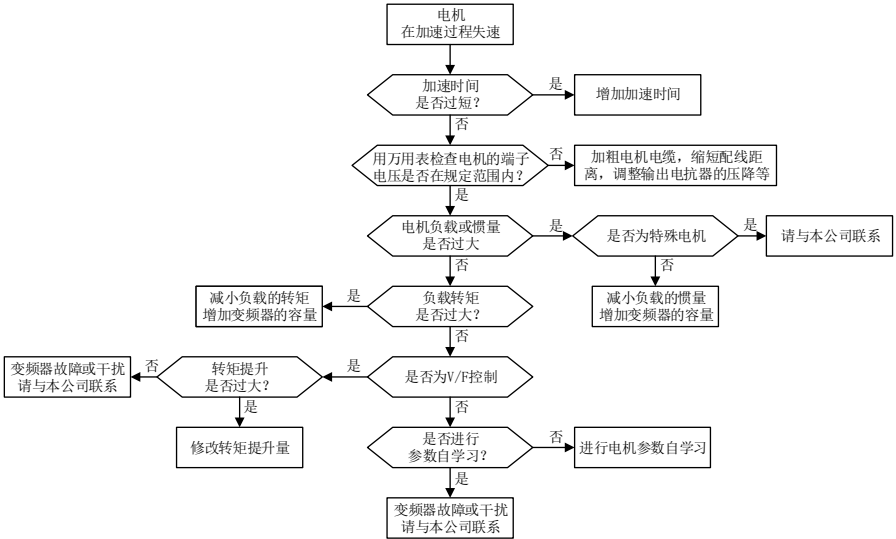 电机
在加速过程失速
加速时间
是否过短？
是
增加加速时间
否
用万用表检查电机的端子
电压是否在规定范围内？
否
加粗电机电缆，缩短配线距
离，调整输出电抗器的压降等
是
电机负载或惯量
是否过大
是
是否为特殊电机
是
请与本公司联系
否
否
减小负载的转矩
增加变频器的容量
是
负载转矩
是否过大？
减小负载的惯量
增加变频器的容量
否
变频器故障或干扰
请与本公司联系
否
转矩提升
是否过大？
是
是否为V/F控制
是
否
修改转矩提升量
是否进行
参数自学习？
否
进行电机参数自学习
是
变频器故障或干扰
请与本公司联系